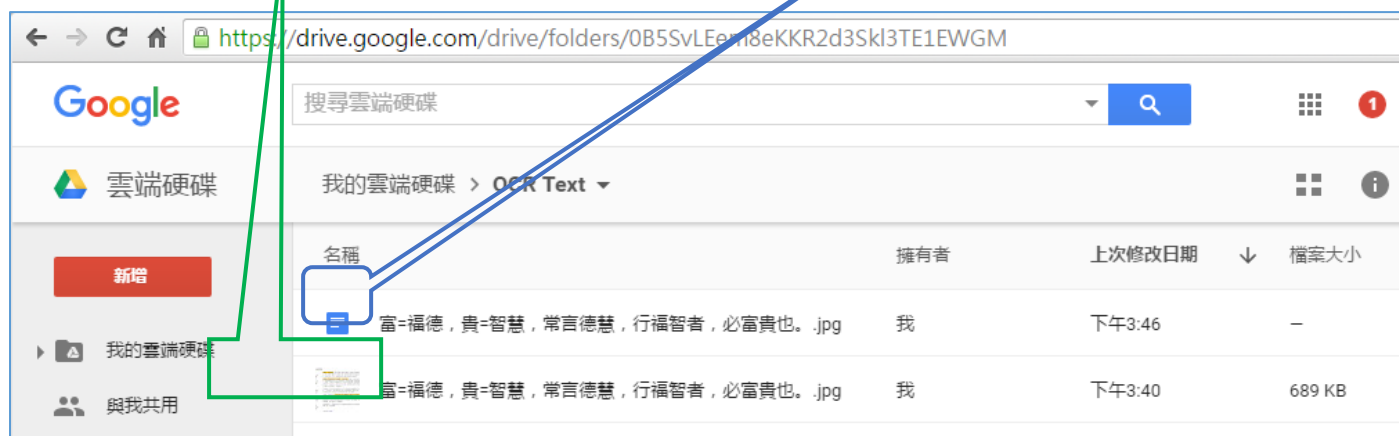 https://drive.google.com/drive/folders/0B5SvLEem8eKKR2d3Skl3TE1EWGM
Google
搜尋雲端硬碟
1
雲端硬碟
我的雲端硬碟 > OCR Text
名稱
擁有者
上次修改日期
檔案大小
新增
富=福德，貴=智慧，常言德慧，行福智者，必富貴也。.jpg
我
下午3:46
–
我的雲端硬碟
富=福德，貴=智慧，常言德慧，行福智者，必富貴也。.jpg
我
下午3:40
689 KB
與我共用